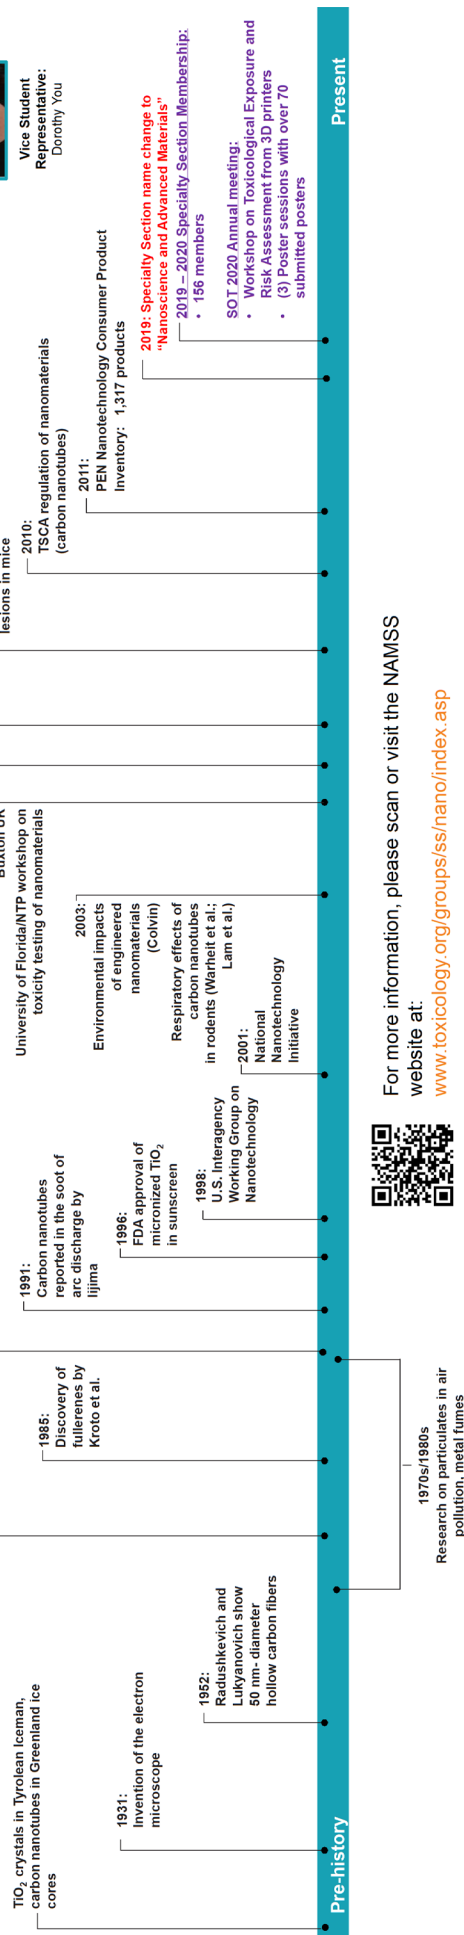 TiO2 crystals in Tyrolean Iceman,
carbon nanotubes in Greenland ice
cores
1931:
Invention of the electron
microscope
1952:
Radushkevich and
Lukyanovich show
50 nm- diameter
hollow carbon fibers
1985:
Discovery of
fullerenes by
Kroto et al.
1991:
Carbon nanotubes
reported in the soot of
arc discharge by
Iijima
1996:
FDA approval of
micronized TiO2
in sunscreen
1998:
U.S. Interagency
Working Group on
Nanotechnology
2001:
National
Nanotechnology
Initiative
University of Florida/NTP workshop on
toxicity testing of nanomaterials
2003:
Environmental impacts
of engineered
nanomaterials
(Colvin)
Respiratory effects of
carbon nanotubes
in rodents (Warheit et al.;
Lam et al.)
lesions in mice
2010:
TSCA regulation of nanomaterials
(carbon nanotubes)
2011:
PEN Nanotechnology Consumer Product
Inventory: 1,317 products
2019: Specialty Section name change to
“Nanoscience and Advanced Materials”
2019 – 2020 Specialty Section Membership:
• 156 members
SOT 2020 Annual meeting:
• Workshop on Toxicological Exposure and
Risk Assessment from 3D printers
• (3) Poster sessions with over 70
submitted posters
Vice Student
Representative:
Dorothy You
Pre-history
Present
1970s/1980s
Research on particulates in air
pollution, metal fumes
For more information, please scan or visit the NAMSS
website at:
www.toxicology.org/groups/ss/nano/index.asp